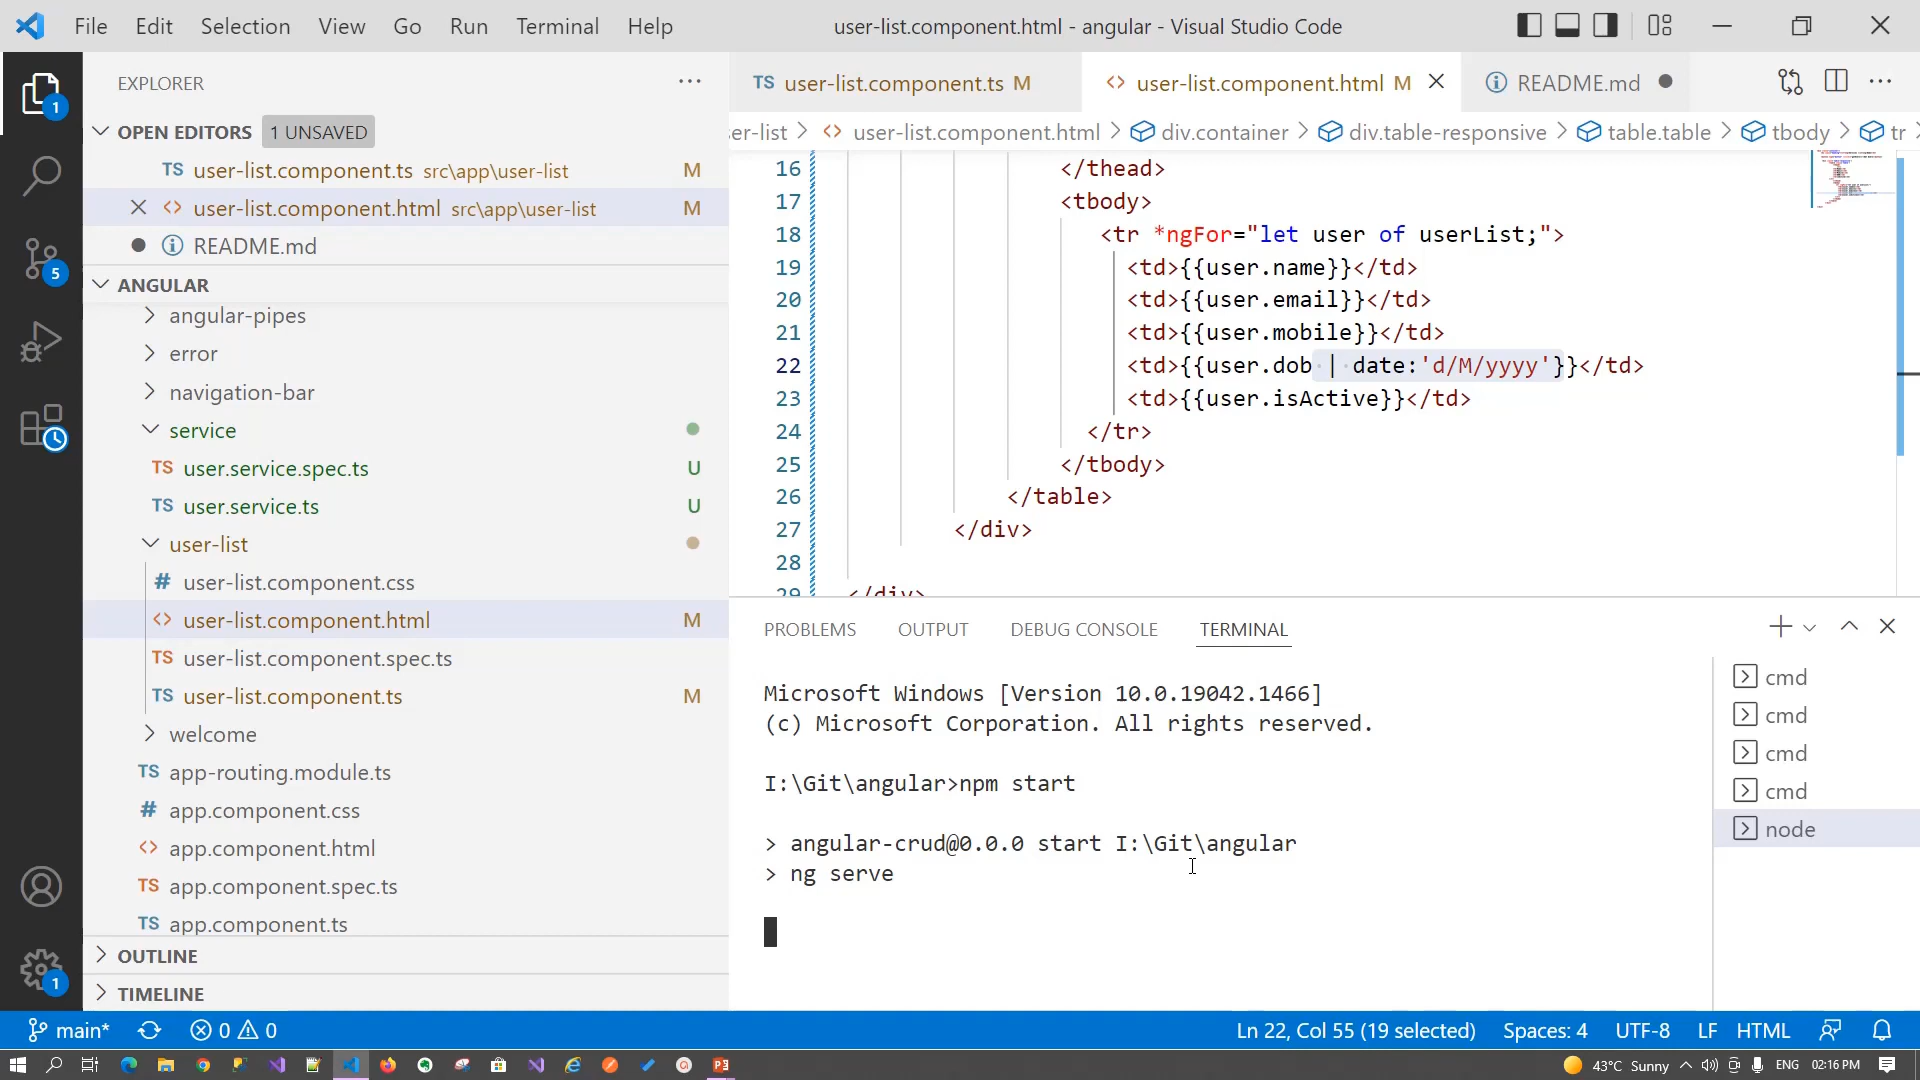 File Edit Selection View Go Run Terminal Help
user-list.component.html - angular - Visual Studio Code
EXPLORER
OPEN EDITORS 1 UNSAVED
TS user-list.component.ts src\app\user-list M
<> user-list.component.html src\app\user-list M
README.md
ANGULAR
angular-pipes
error
navigation-bar
service
TS user.service.spec.ts U
TS user.service.ts U
user-list
# user-list.component.css
<> user-list.component.html M
TS user-list.component.spec.ts
TS user-list.component.ts M
welcome
TS app-routing.module.ts
# app.component.css
<> app.component.html
TS app.component.spec.ts
TS app.component.ts
OUTLINE
TIMELINE
1
5
1
TS user-list.component.ts M
<> user-list.component.html M
README.md
er-list > <> user-list.component.html > div.container > div.table-responsive > table.table > tbody > tr
16 </thead>
17 <tbody>
18 <tr *ngFor="let user of userList;">
19 <td>{{user.name}}</td>
20 <td>{{user.email}}</td>
21 <td>{{user.mobile}}</td>
22 <td>{{user.dob | date:'d/M/yyyy'}}</td>
23 <td>{{user.isActive}}</td>
24 </tr>
25 </tbody>
26 </table>
27 </div>
28
29 </div>
PROBLEMS OUTPUT DEBUG CONSOLE TERMINAL
Microsoft Windows [Version 10.0.19042.1466]
(c) Microsoft Corporation. All rights reserved.
I:\Git\angular>npm start
> angular-crud@0.0.0 start I:\Git\angular
> ng serve
cmd
cmd
cmd
cmd
node
main* 0 0
Ln 22, Col 55 (19 selected) Spaces: 4 UTF-8 LF HTML
43°C Sunny ENG 02:16 PM